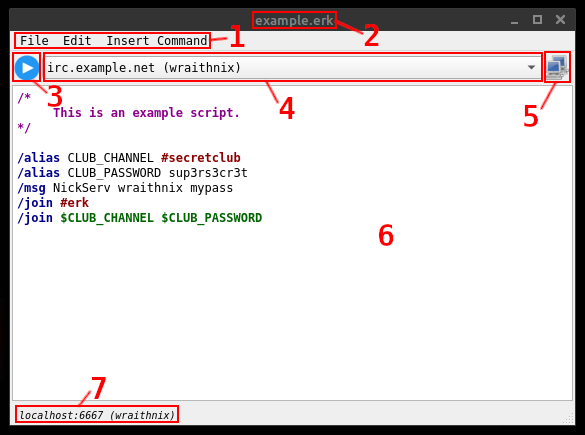 example.erk
2
File Edit Insert Command
1
irc.example.net (wraithnix)
3
4
5
/*
This is an example script.
*/
/alias CLUB_CHANNEL #secretclub
/alias CLUB_PASSWORD sup3rs3cr3t
/msg NickServ wraithnix mypass
/join #erk
/join $CLUB_CHANNEL $CLUB_PASSWORD
6
7
localhost:6667 (wraithnix)